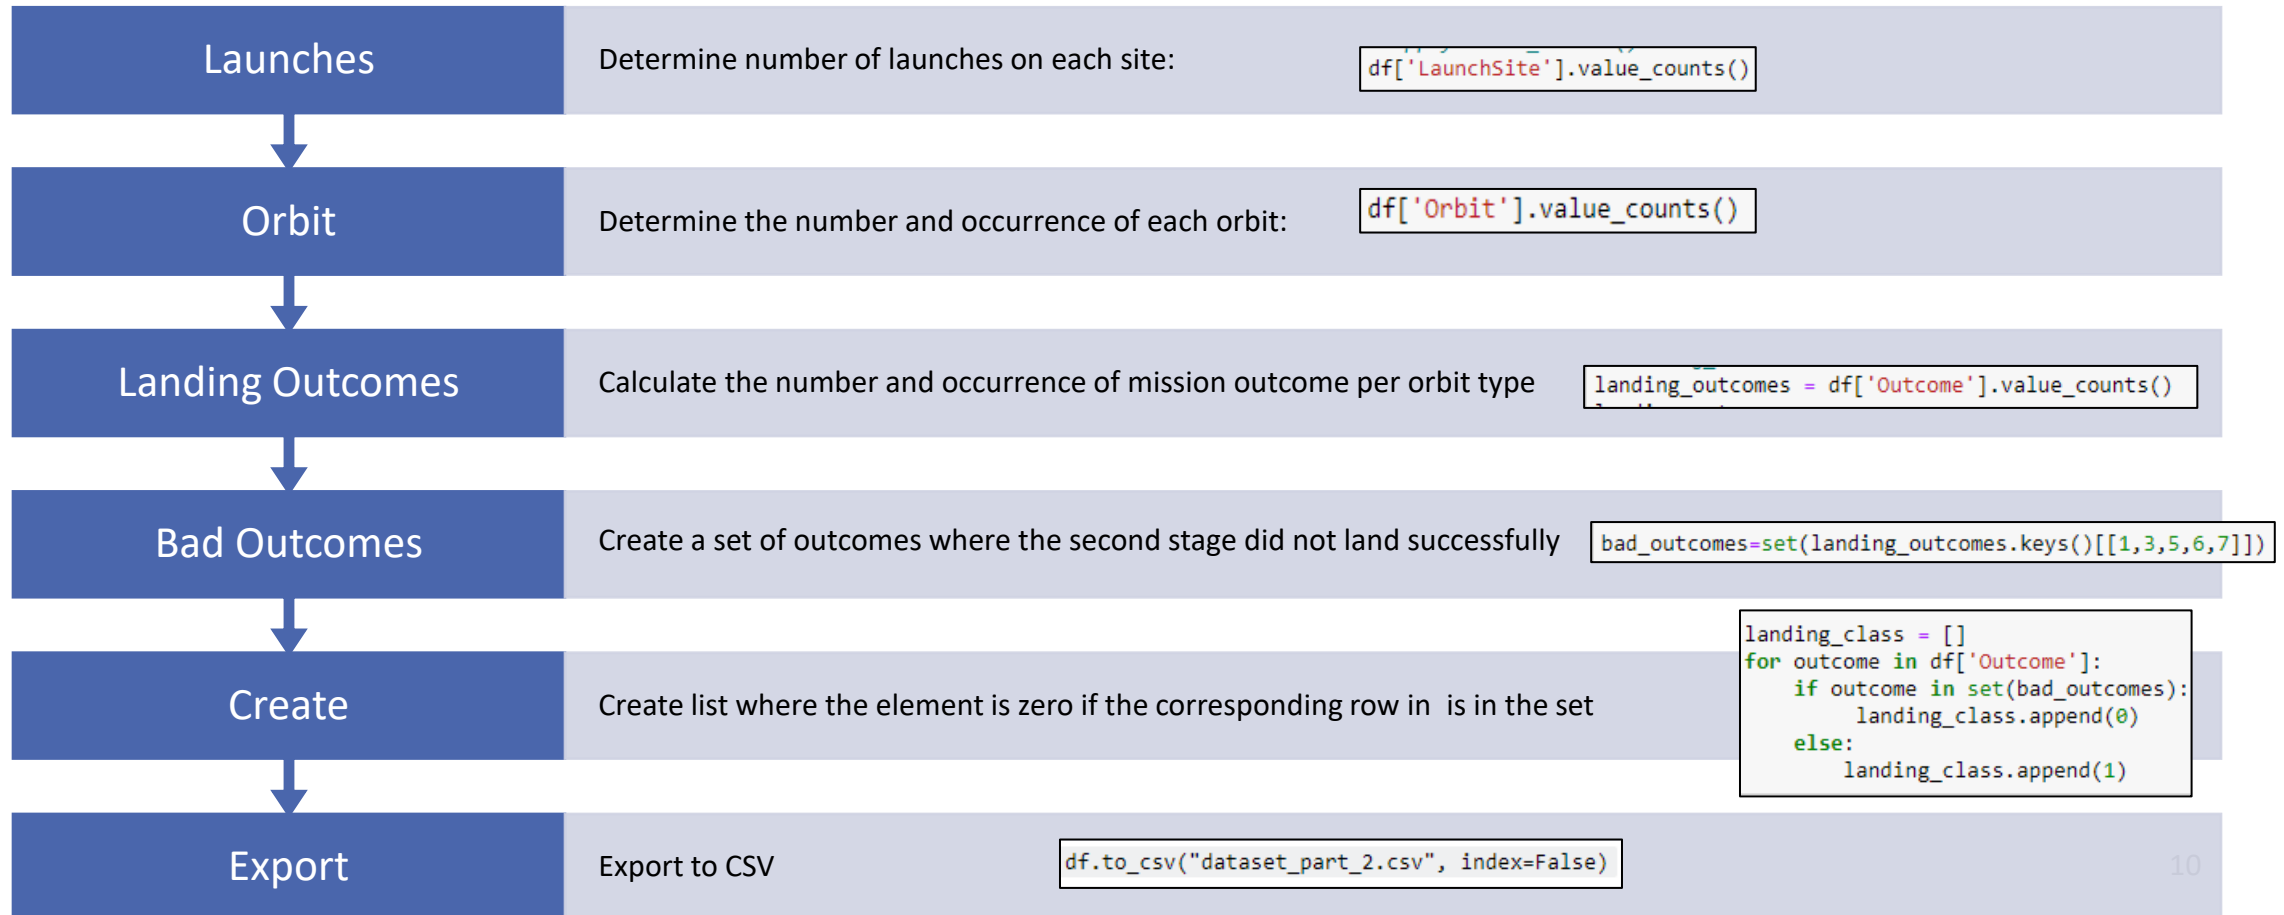 Launches
Determine number of launches on each site:
df['LaunchSite'].value_counts()
Orbit
Determine the number and occurrence of each orbit:
df['Orbit'].value_counts()
Landing Outcomes
Calculate the number and occurrence of mission outcome per orbit type
landing_outcomes = df['Outcome'].value_counts()
Bad Outcomes
Create a set of outcomes where the second stage did not land successfully
bad_outcomes=set(landing_outcomes.keys()[[1,3,5,6,7]])
Create
Create list where the element is zero if the corresponding row in  is in the set
landing_class = []
for outcome in df['Outcome']:
    if outcome in set(bad_outcomes):
        landing_class.append(0)
    else:
        landing_class.append(1)
Export
Export to CSV
df.to_csv("dataset_part_2.csv", index=False)
10